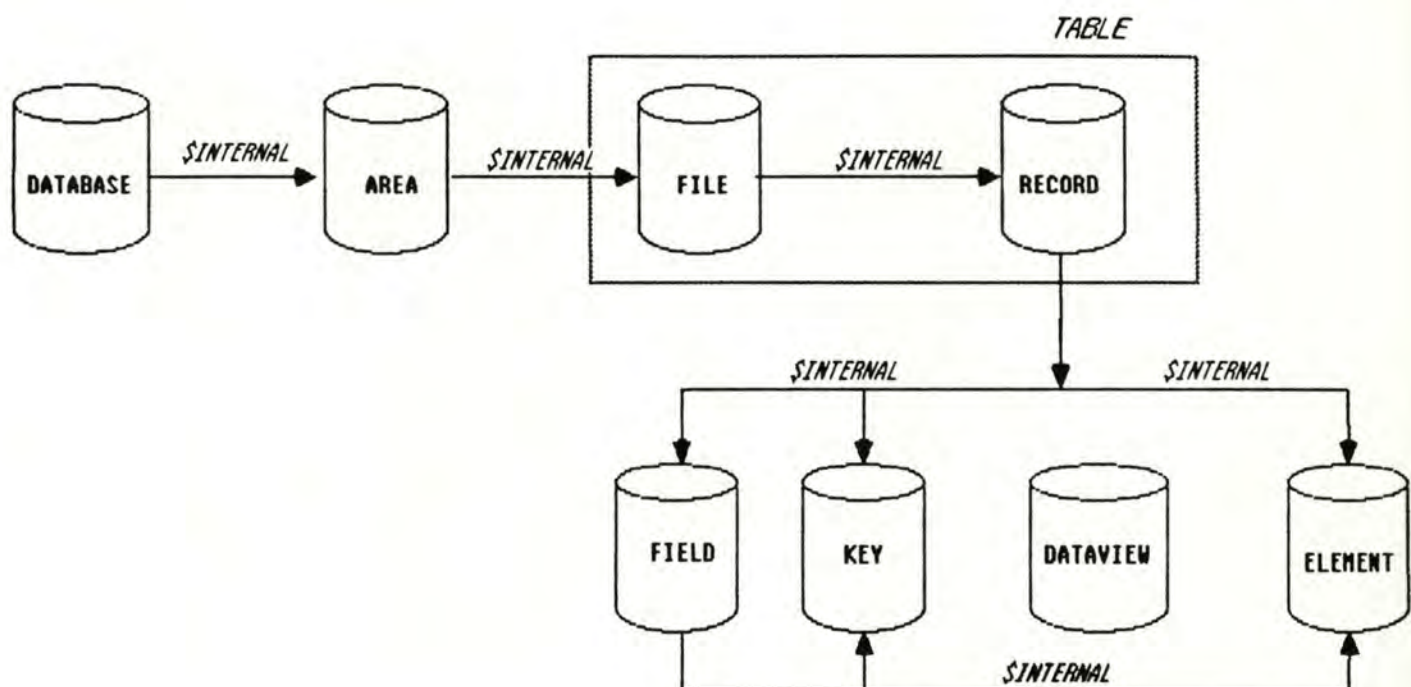 TABLE
$INTERNAL
$INTERNAL
$INTERNAL
DATABASE
AREA
FILE
RECORD
$INTERNAL
$INTERNAL
FIELD
KEY
DATAVIEW
ELEMENT
$INTERNAL